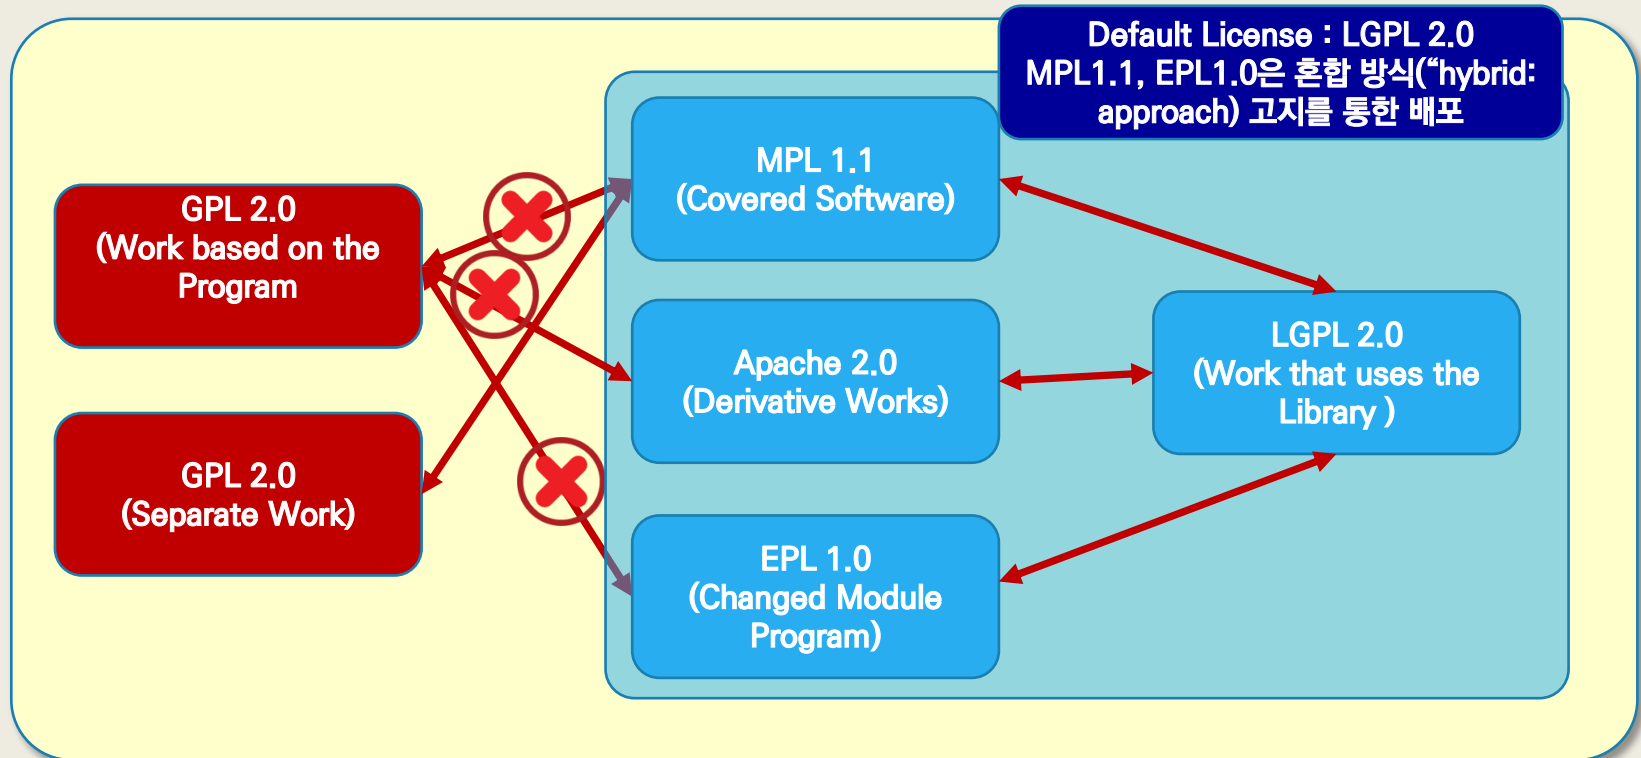 Default License : LGPL 2.0
MPL1.1, EPL1.0은 혼합 방식(“hybrid:
approach) 고지를 통한 배포
GPL 2.0
(Work based on the
Program
GPL 2.0
(Separate Work)
MPL 1.1
(Covered Software)
Apache 2.0
(Derivative Works)
EPL 1.0
(Changed Module
Program)
LGPL 2.0
(Work that uses the
Library )